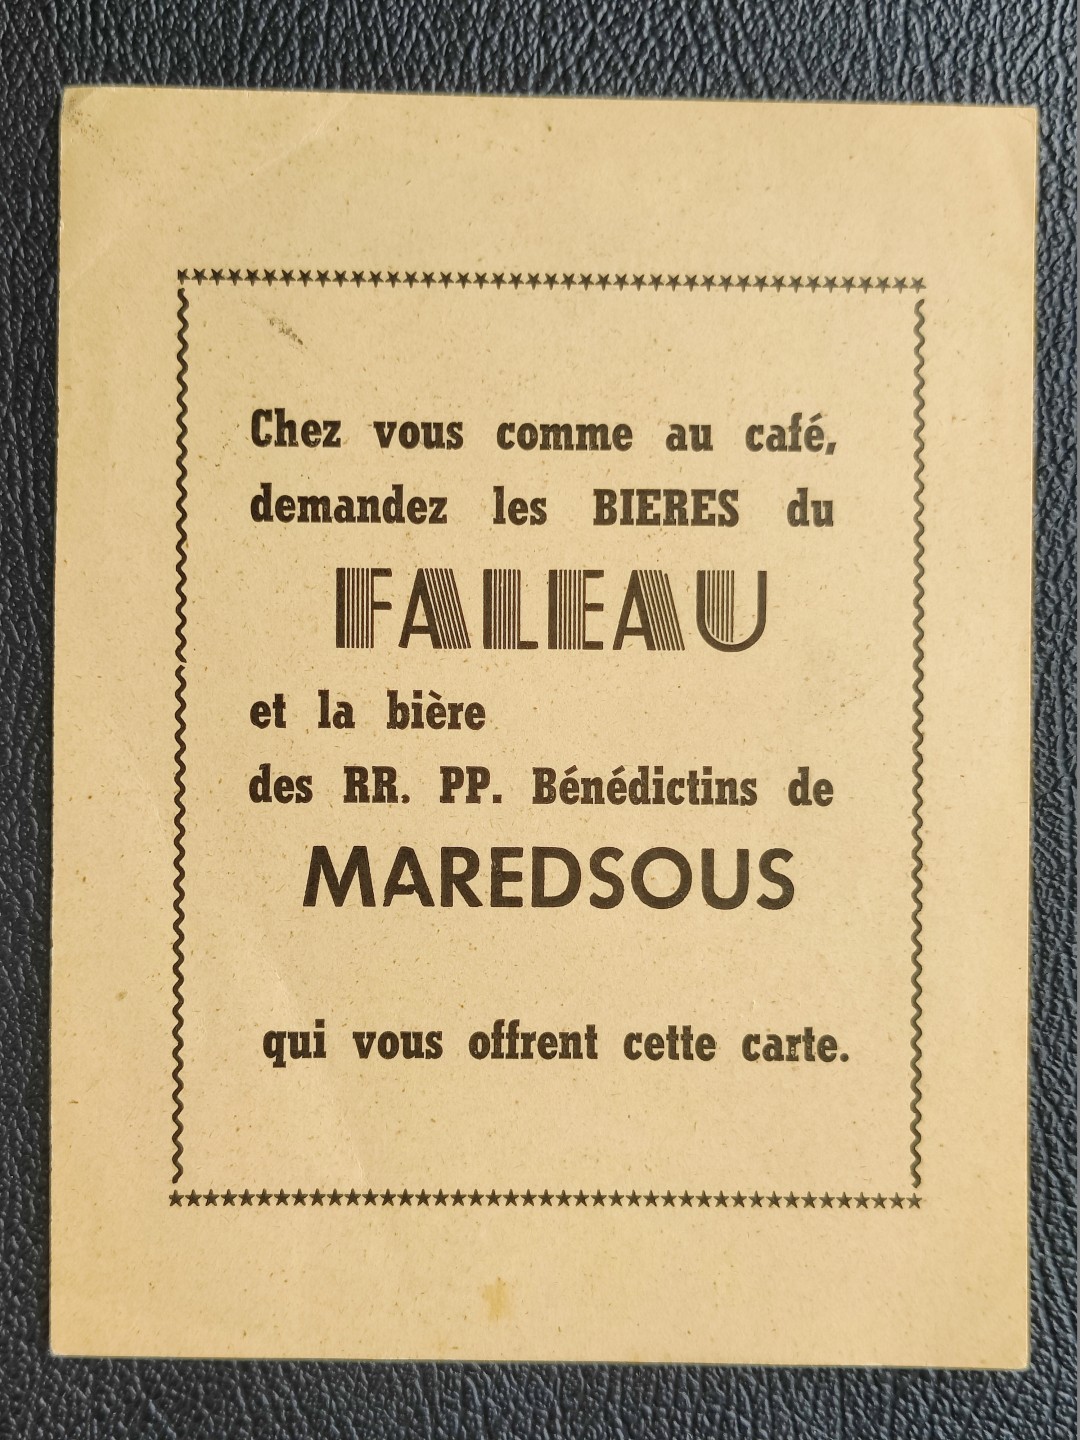 Chez vous comme au café,
demandez les BIERES du
FALEAU
et la bière
des RR. PP. Bénédictins de
MAREDSOUS
qui vous offrent cette carte.